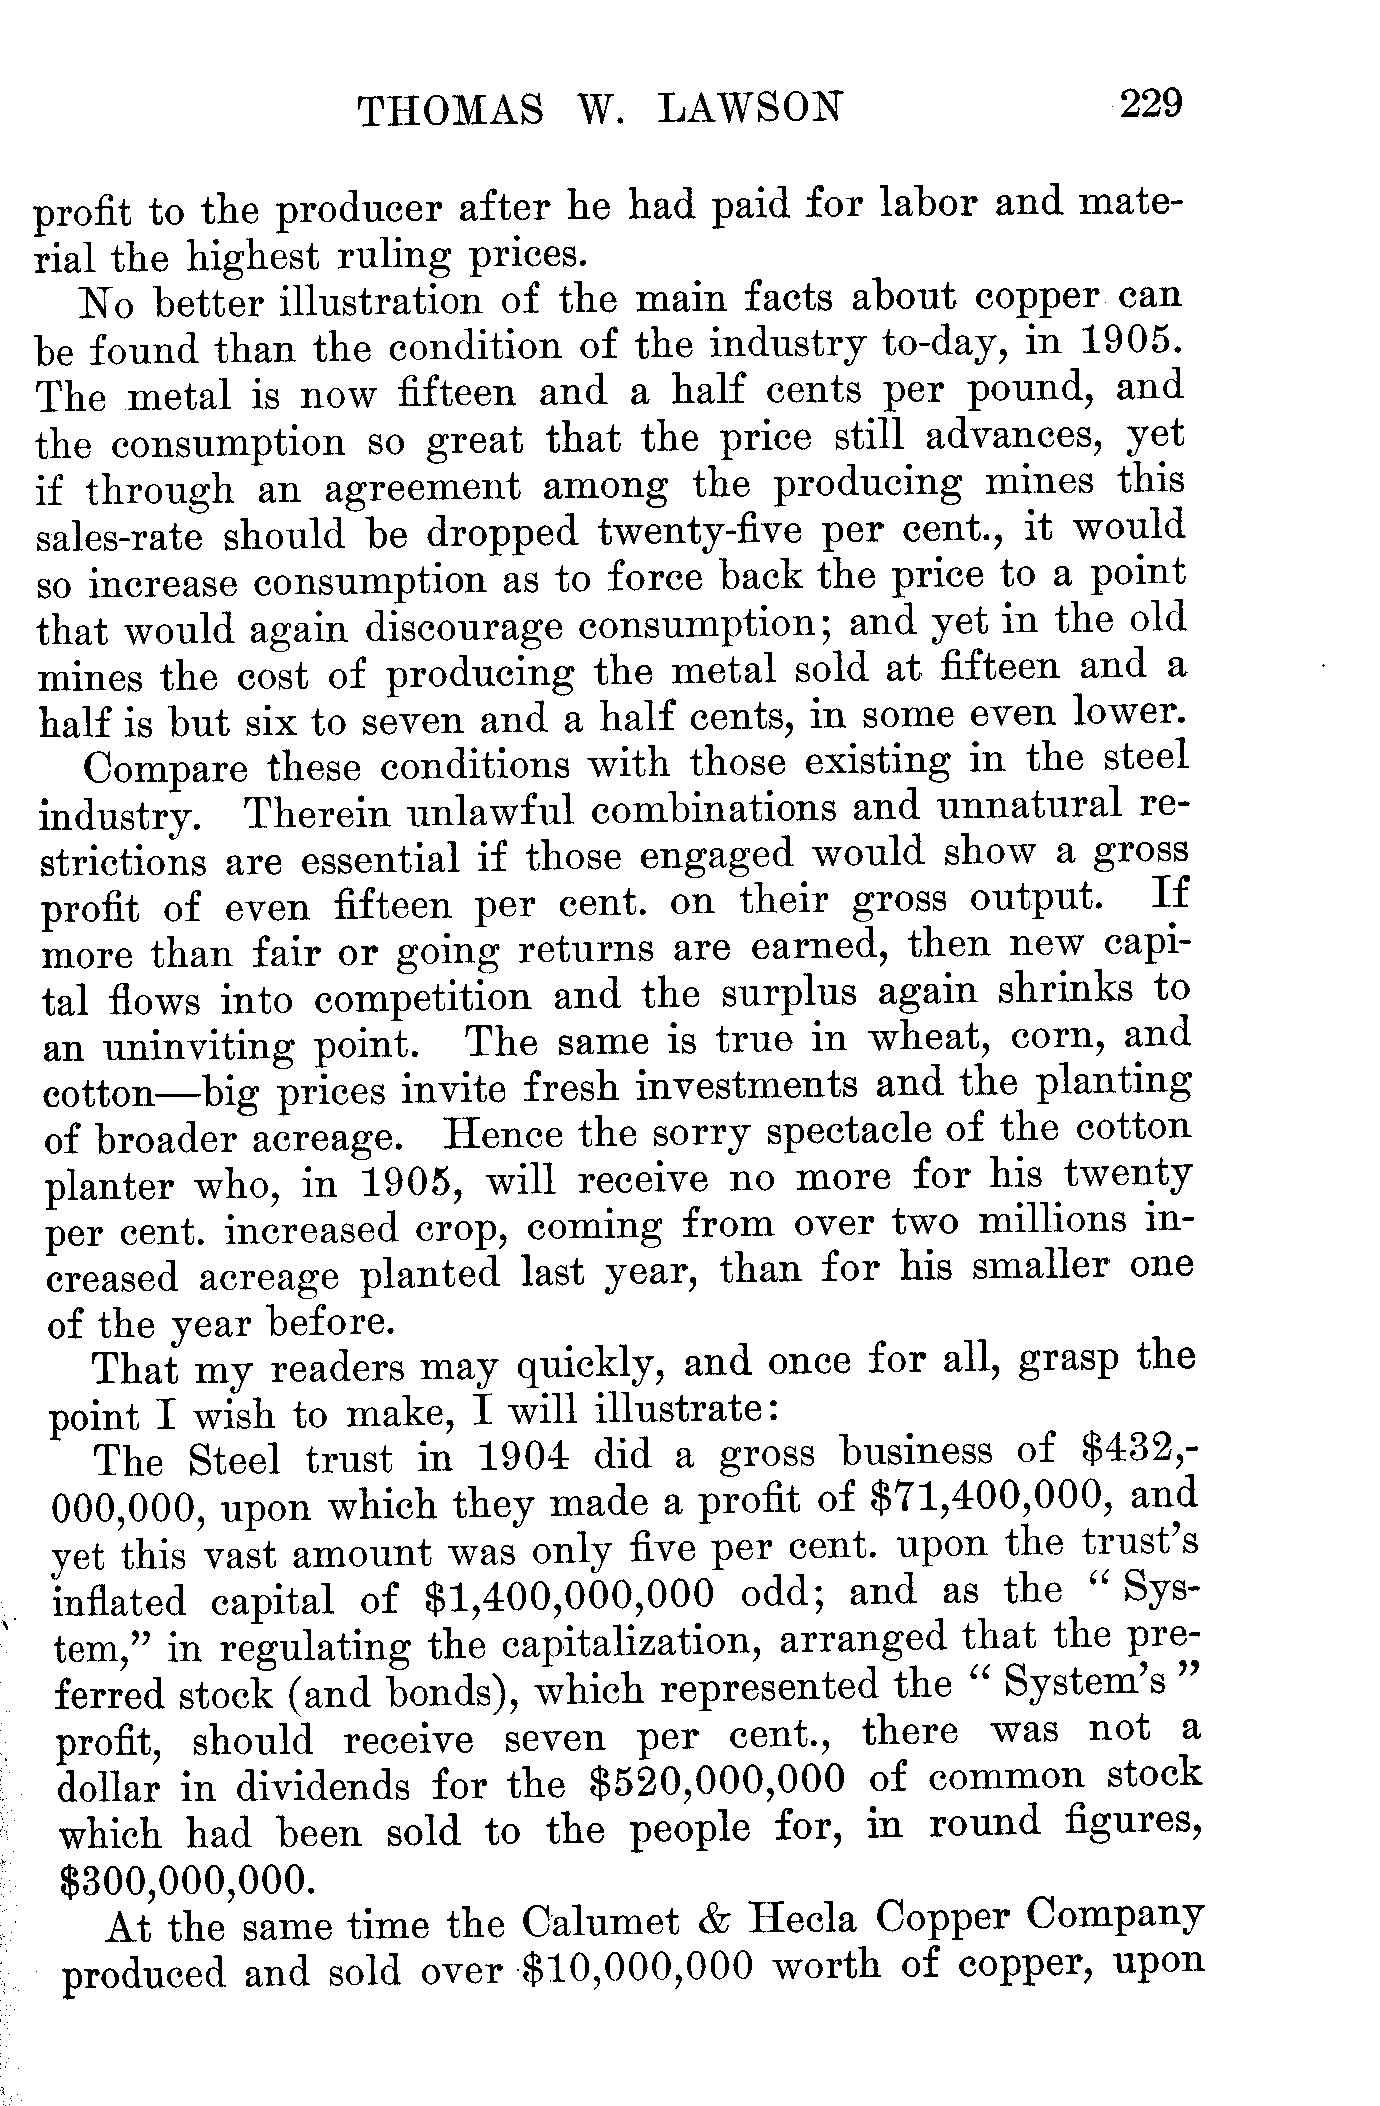 THOMAS W. LAWSON 229
profit to the producer after he had paid for labor and mate-
rial the highest ruling prices.
No better illustration of the main facts about copper can
be found than the condition of the industry to-day, in 1905.
The metal is now fifteen and a half cents per pound, and
the consumption so great that the price still advances, yet
if through an agreement among the producing mines this
sales-rate should be dropped twenty-five per cent., it would
so increase consumption as to force back the price to a point
that would again discourage consumption; and yet in the old
mines the cost of producing the metal sold at fifteen and a
half is but six to seven and a half cents, in some even lower.
Compare these conditions with those existing in the steel
industry. Therein unlawful combinations and unnatural re-
strictions are essential if those engaged would show a gross
profit of even fifteen per cent. on their gross output. If
more than fair or going returns are earned, then new capi-
tal flows into competition and the surplus again shrinks to
an uninviting point. The same is true in wheat, corn, and
cotton—big prices invite fresh investments and the planting
of broader acreage. Hence the sorry spectacle of the cotton
planter who, in 1905, will receive no more for his twenty
per cent. increased crop, coming from over two millions in-
creased acreage planted last year, than for his smaller one
of the year before.
That my readers may quickly, and once for all, grasp the
point I wish to make, I will illustrate:
The Steel trust in 1904 did a gross business of $432,-
000,000, upon which they made a profit of $71,400,000, and
yet this vast amount was only five per cent. upon the trust's
inflated capital of $1,400,000,000 odd; and as the " Sys-
tem," in regulating the capitalization, arranged that the pre-
ferred stock (and bonds), which represented the " System's "
profit, should receive seven per cent., there was not a
dollar in dividends for the $520,000,000 of common stock
which had been sold to the people for, in round figures,
$300,000,000.
At the same time the Calumet & Hecla Copper Company
produced and sold over $10,000,000 worth of copper, upon